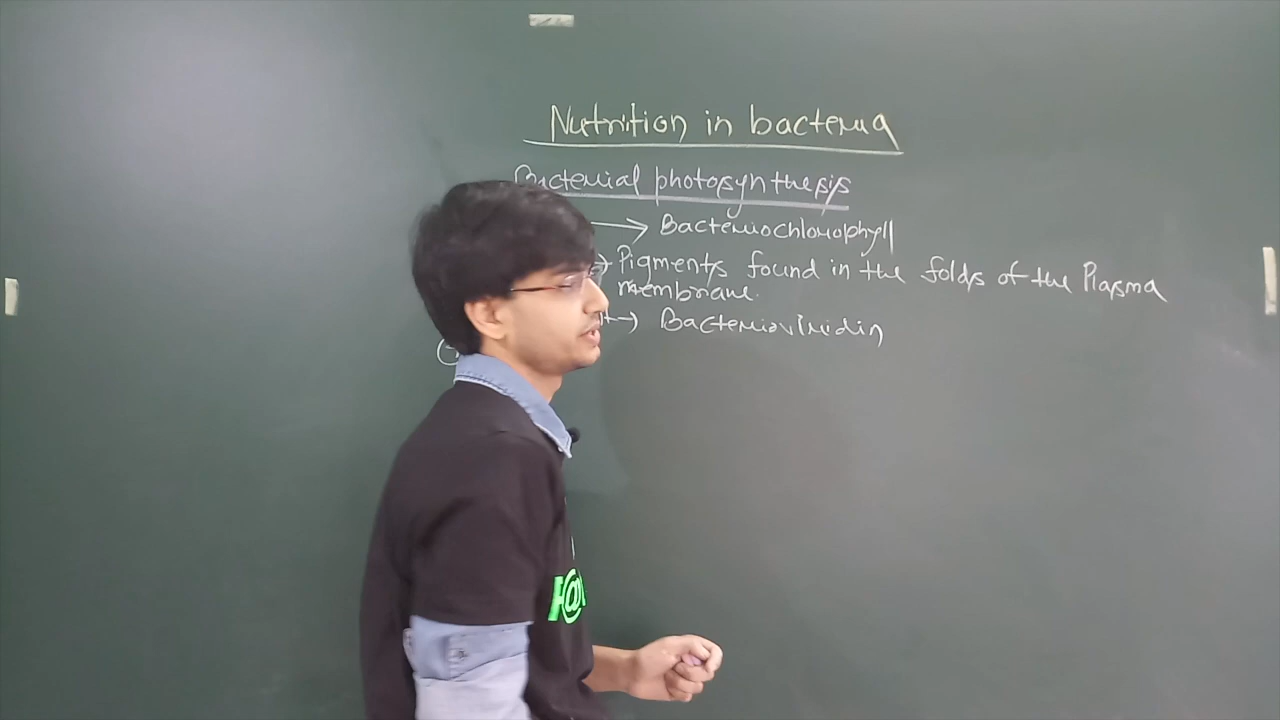 Nutrition in bacteria
Bacterial photosynthesis
→ Bacteriochlorophyll
→ Pigments found in the folds of the Plasma
membrane.
→ Bacterioviridin